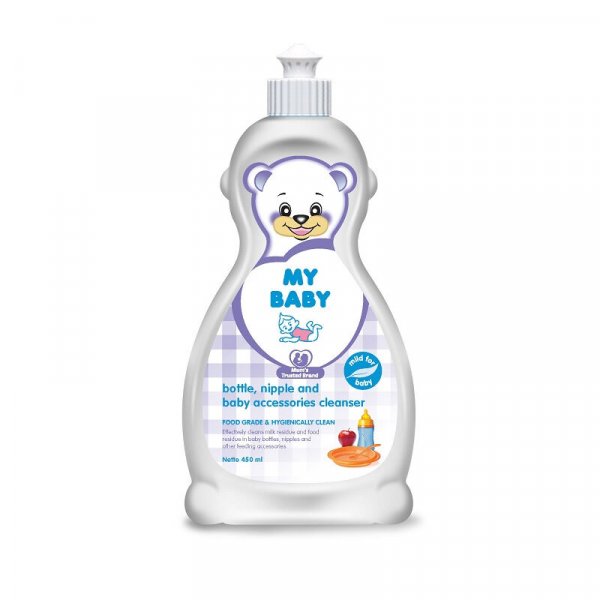 MY
BABY
Mum's
Trusted Brand
mild for
baby
bottle, nipple and
baby accessories cleanser
FOOD GRADE & HYGIENICALLY CLEAN
Effectively cleans milk residue and food
residue in baby bottles, nipples and
other feeding accessories
Netto 450 ml